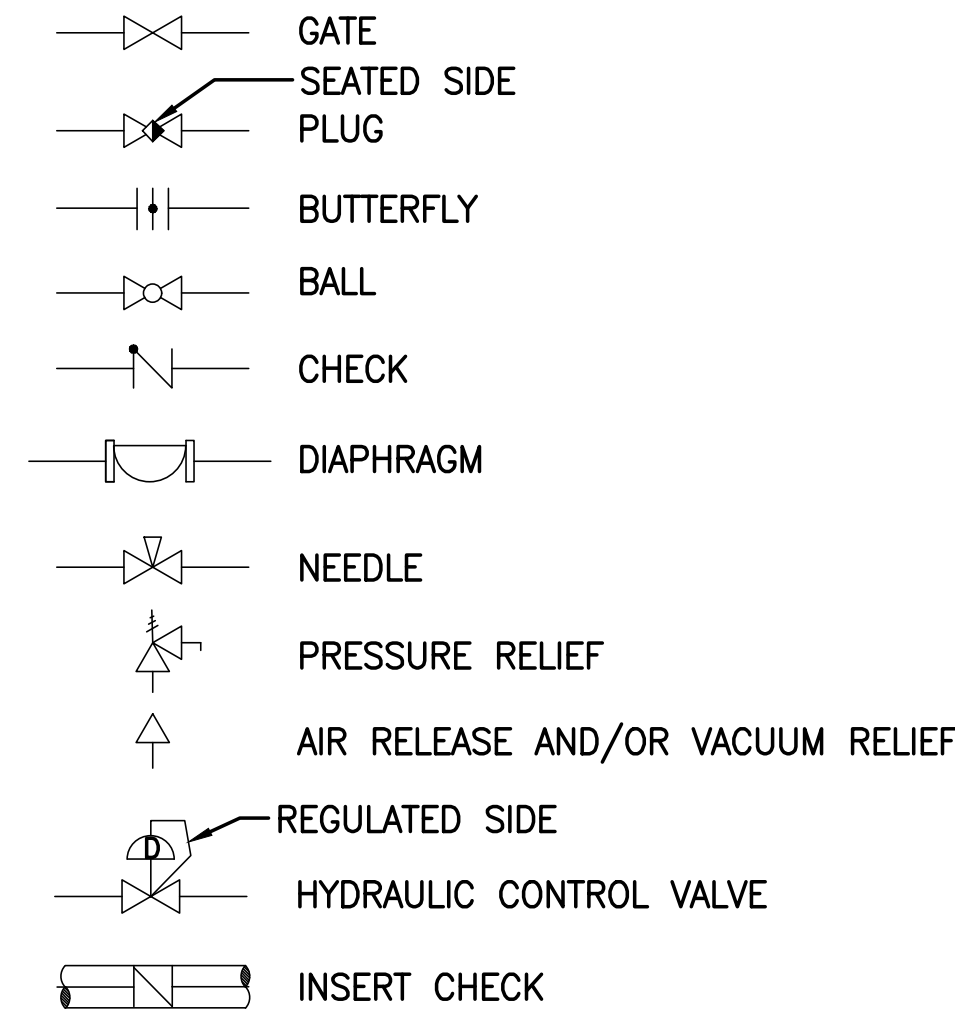 GATE
SEATED SIDE
PLUG
BUTTERFLY
BALL
CHECK
DIAPHRAGM
NEEDLE
PRESSURE RELIEF
AIR RELEASE AND/OR VACUUM RELIEF
REGULATED SIDE
D
HYDRAULIC CONTROL VALVE
INSERT CHECK